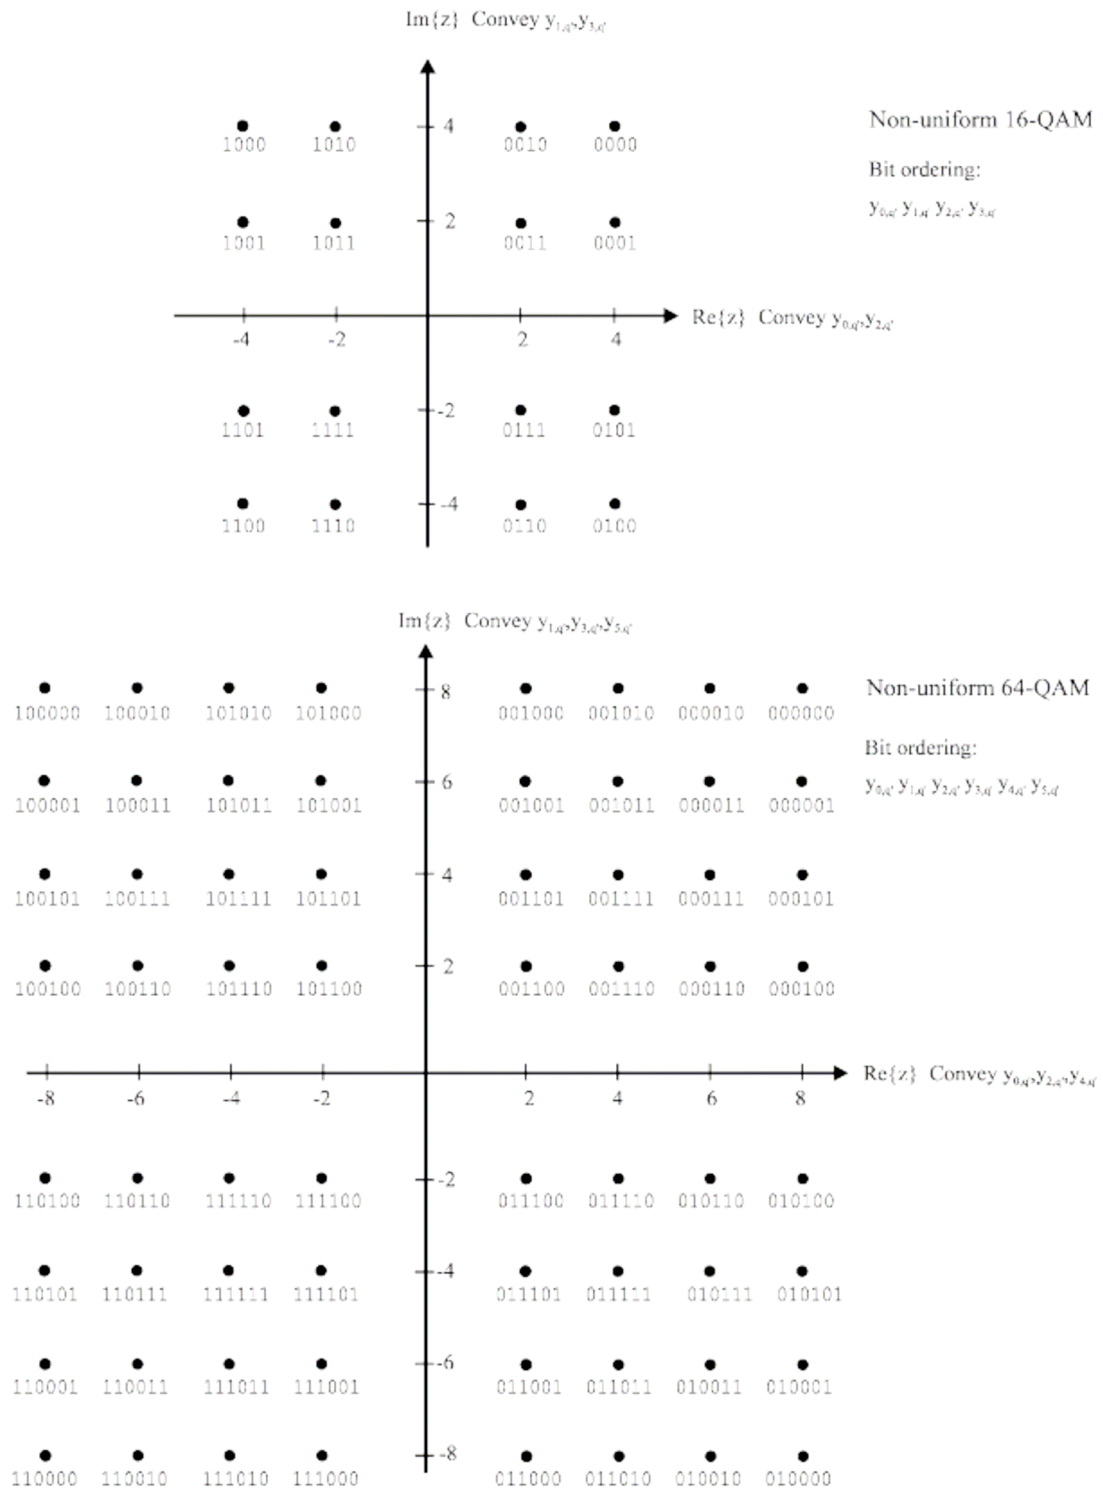 Im{z} Convey y1,q',y3,q'
4
Non-uniform 16-QAM
1000 1010 0010 0000
Bit ordering:
y0,q' y1,q' y2,q' y3,q'
2
1001 1011 0011 0001
Re{z} Convey y0,q',y2,q'
-4 -2 2 4
-2
1101 1111 0111 0101
-4
1100 1110 0110 0100
Im{z} Convey y1,q',y3,q',y5,q'
8
Non-uniform 64-QAM
100000 100010 101010 101000 001000 001010 000010 000000
Bit ordering:
6
y0,q' y1,q' y2,q' y3,q' y4,q' y5,q'
100001 100011 101011 101001 001001 001011 000011 000001
4
100101 100111 101111 101101 001101 001111 000111 000101
2
100100 100110 101110 101100 001100 001110 000110 000100
Re{z} Convey y0,q',y2,q',y4,q'
-8 -6 -4 -2 2 4 6 8
-2
110100 110110 111110 111100 011100 011110 010110 010100
-4
110101 110111 111111 111101 011101 011111 010111 010101
-6
110001 110011 111011 111001 011001 011011 010011 010001
-8
110000 110010 111010 111000 011000 011010 010010 010000